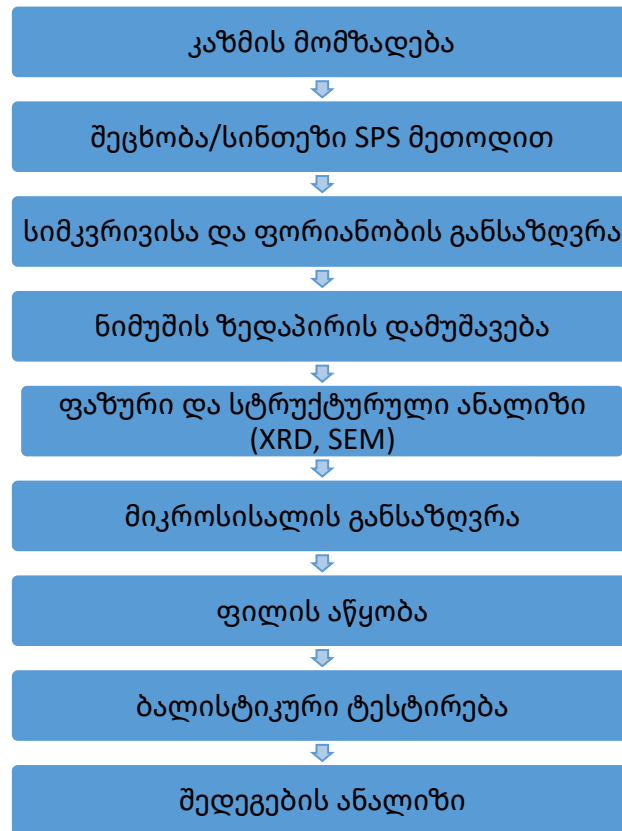 კაზმის მომზადება
შეცხობა/სინთეზი SPS მეთოდით
სიმკვრივისა და ფორიანობის განსაზღვრა
ნიმუშის ზედაპირის დამუშავება
ფაზური და სტრუქტურული ანალიზი
(XRD, SEM)
მიკროსისალის განსაზღვრა
ფილის აწყობა
ბალისტიკური ტესტირება
შედეგების ანალიზი